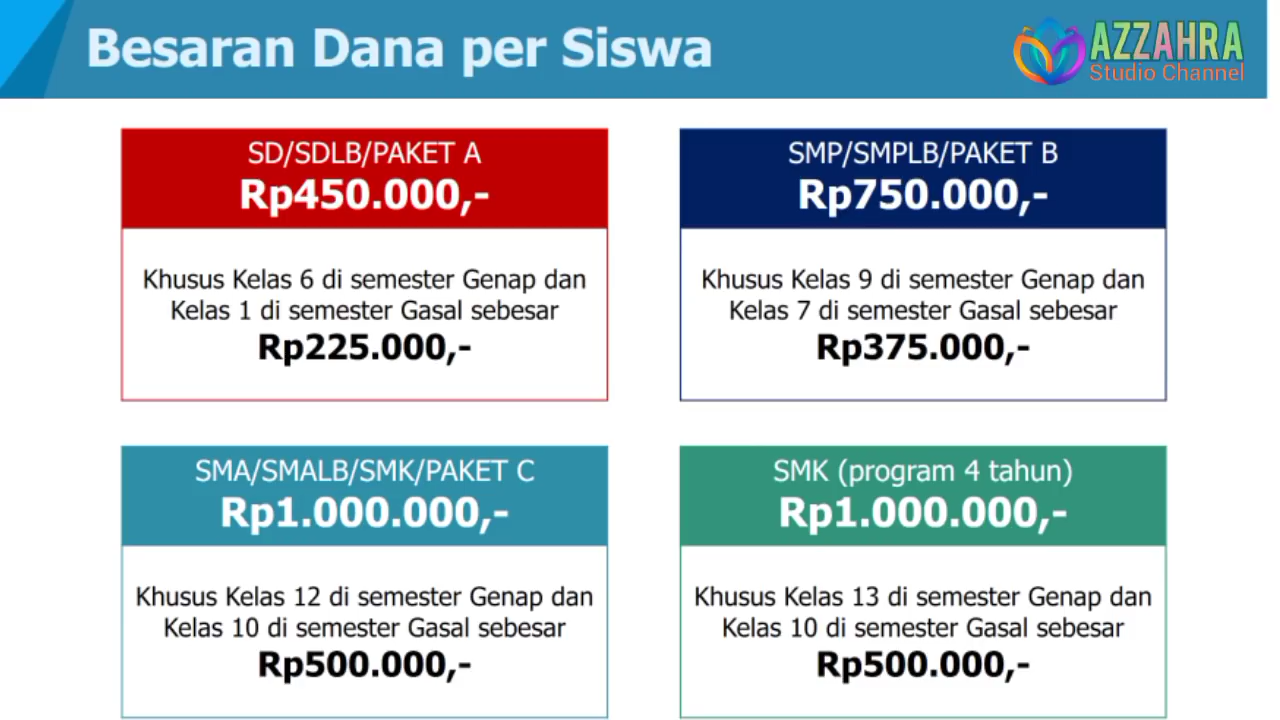 Besaran Dana per Siswa
AZZAHRA
Studio Channel
SD/SDLB/PAKET A
Rp450.000,-
Khusus Kelas 6 di semester Genap dan
Kelas 1 di semester Gasal sebesar
Rp225.000,-
SMP/SMPLB/PAKET B
Rp750.000,-
Khusus Kelas 9 di semester Genap dan
Kelas 7 di semester Gasal sebesar
Rp375.000,-
SMA/SMALB/SMK/PAKET C
Rp1.000.000,-
Khusus Kelas 12 di semester Genap dan
Kelas 10 di semester Gasal sebesar
Rp500.000,-
SMK (program 4 tahun)
Rp1.000.000,-
Khusus Kelas 13 di semester Genap dan
Kelas 10 di semester Gasal sebesar
Rp500.000,-